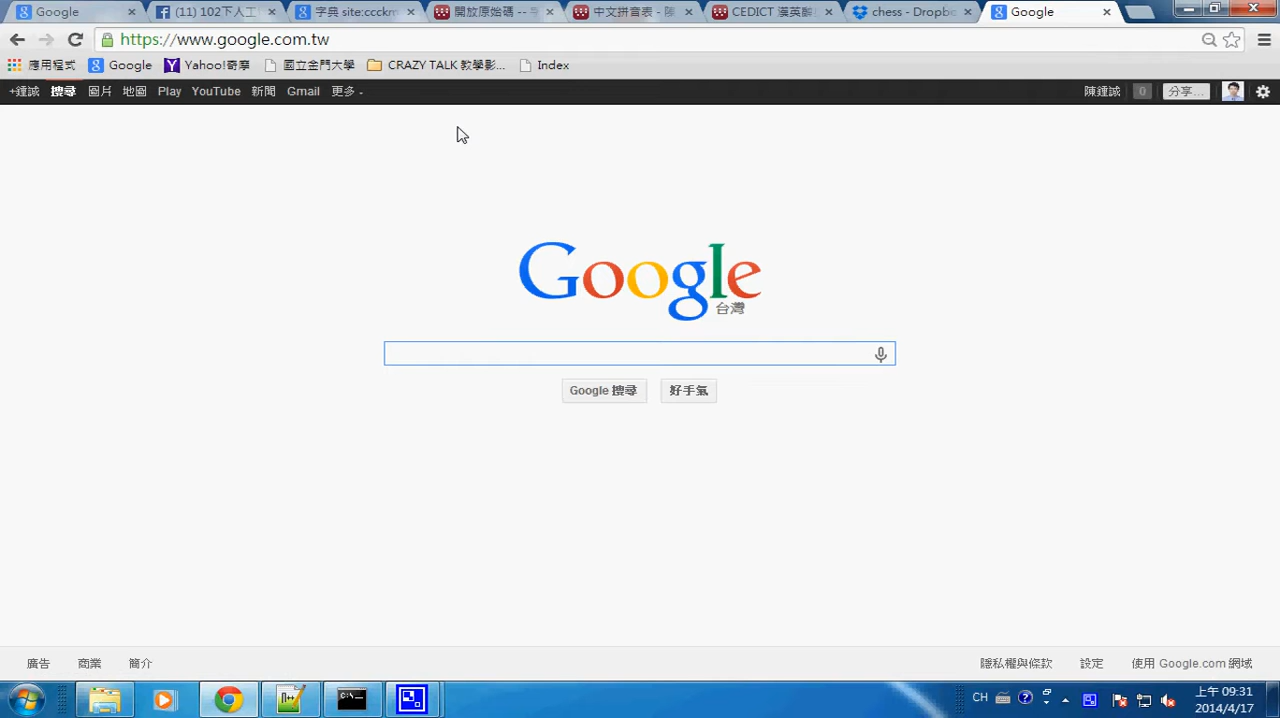 Google
(11) 102下人工
字典 site:ccckm
開放原始碼 --
中文拼音表 - 陳
CEDICT 漢英辭
chess - Dropbe
Google
https://www.google.com.tw
應用程式
Google
Yahoo!奇摩
國立金門大學
CRAZY TALK 教學影...
Index
+鍾誠
搜尋
圖片
地圖
Play
YouTube
新聞
Gmail
更多
陳鍾誠
0
分享...
Google
台灣
Google 搜尋
好手氣
廣告
商業
簡介
隱私權與條款
設定
使用 Google.com 網域
CH
上午 09:31
2014/4/17